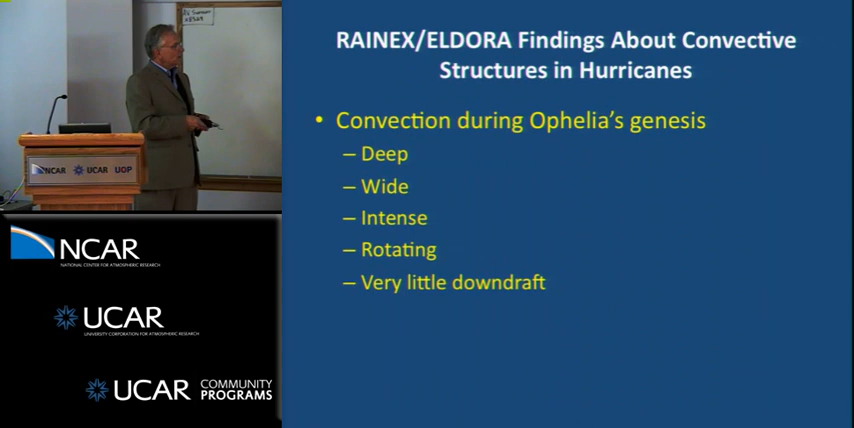 RAINEX/ELDORA Findings About Convective
Structures in Hurricanes
• Convection during Ophelia's genesis
– Deep
– Wide
– Intense
– Rotating
– Very little downdraft
NCAR UCAR UOP
NCAR
NATIONAL CENTER FOR ATMOSPHERIC RESEARCH
UCAR
UNIVERSITY CORPORATION FOR ATMOSPHERIC RESEARCH
UCAR COMMUNITY
PROGRAMS